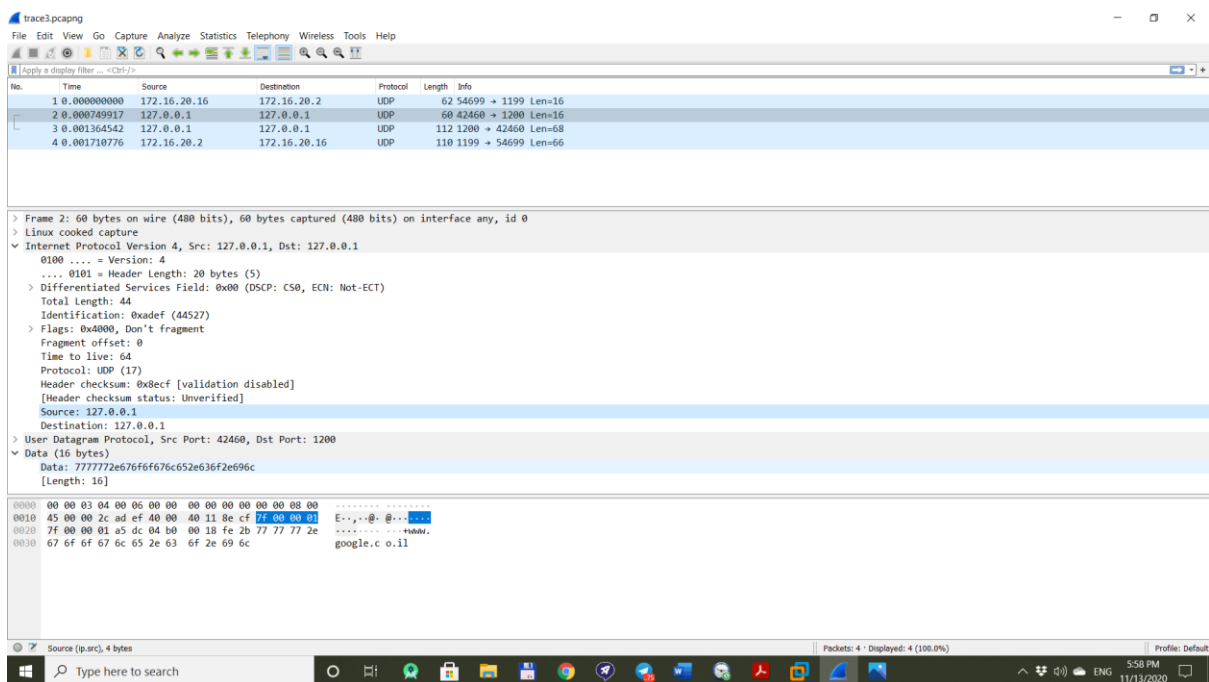 trace3.pcapng
File Edit View Go Capture Analyze Statistics Telephony Wireless Tools Help
Apply a display filter ... <Ctrl-/>
No. Time Source Destination Protocol Length Info
1 0.000000000 172.16.20.16 172.16.20.2 UDP 62 54699 → 1199 Len=16
2 0.000749917 127.0.0.1 127.0.0.1 UDP 60 42460 → 1200 Len=16
3 0.001364542 127.0.0.1 127.0.0.1 UDP 112 1200 → 42460 Len=68
4 0.001710776 172.16.20.2 172.16.20.16 UDP 110 1199 → 54699 Len=66
> Frame 2: 60 bytes on wire (480 bits), 60 bytes captured (480 bits) on interface any, id 0
> Linux cooked capture
Internet Protocol Version 4, Src: 127.0.0.1, Dst: 127.0.0.1
0100 .... = Version: 4
.... 0101 = Header Length: 20 bytes (5)
> Differentiated Services Field: 0x00 (DSCP: CS0, ECN: Not-ECT)
Total Length: 44
Identification: 0xadef (44527)
> Flags: 0x4000, Don't fragment
Fragment offset: 0
Time to live: 64
Protocol: UDP (17)
Header checksum: 0x8ecf [validation disabled]
[Header checksum status: Unverified]
Source: 127.0.0.1
Destination: 127.0.0.1
> User Datagram Protocol, Src Port: 42460, Dst Port: 1200
Data (16 bytes)
Data: 7777772e676f6f676c652e636f2e696c
[Length: 16]
0000 00 00 03 04 00 06 00 00 00 00 00 00 00 00 08 00 ········ ········
0010 45 00 00 2c ad ef 40 00 40 11 8e cf 7f 00 00 01 E··,··@· @·······
0020 7f 00 00 01 a5 dc 04 b0 00 18 fe 2b 77 77 77 2e ········ ···+www.
0030 67 6f 6f 67 6c 65 2e 63 6f 2e 69 6c google.c o.il
Source (ip.src), 4 bytes
Packets: 4 · Displayed: 4 (100.0%)
Profile: Default
Type here to search
ENG
5:58 PM
11/13/2020